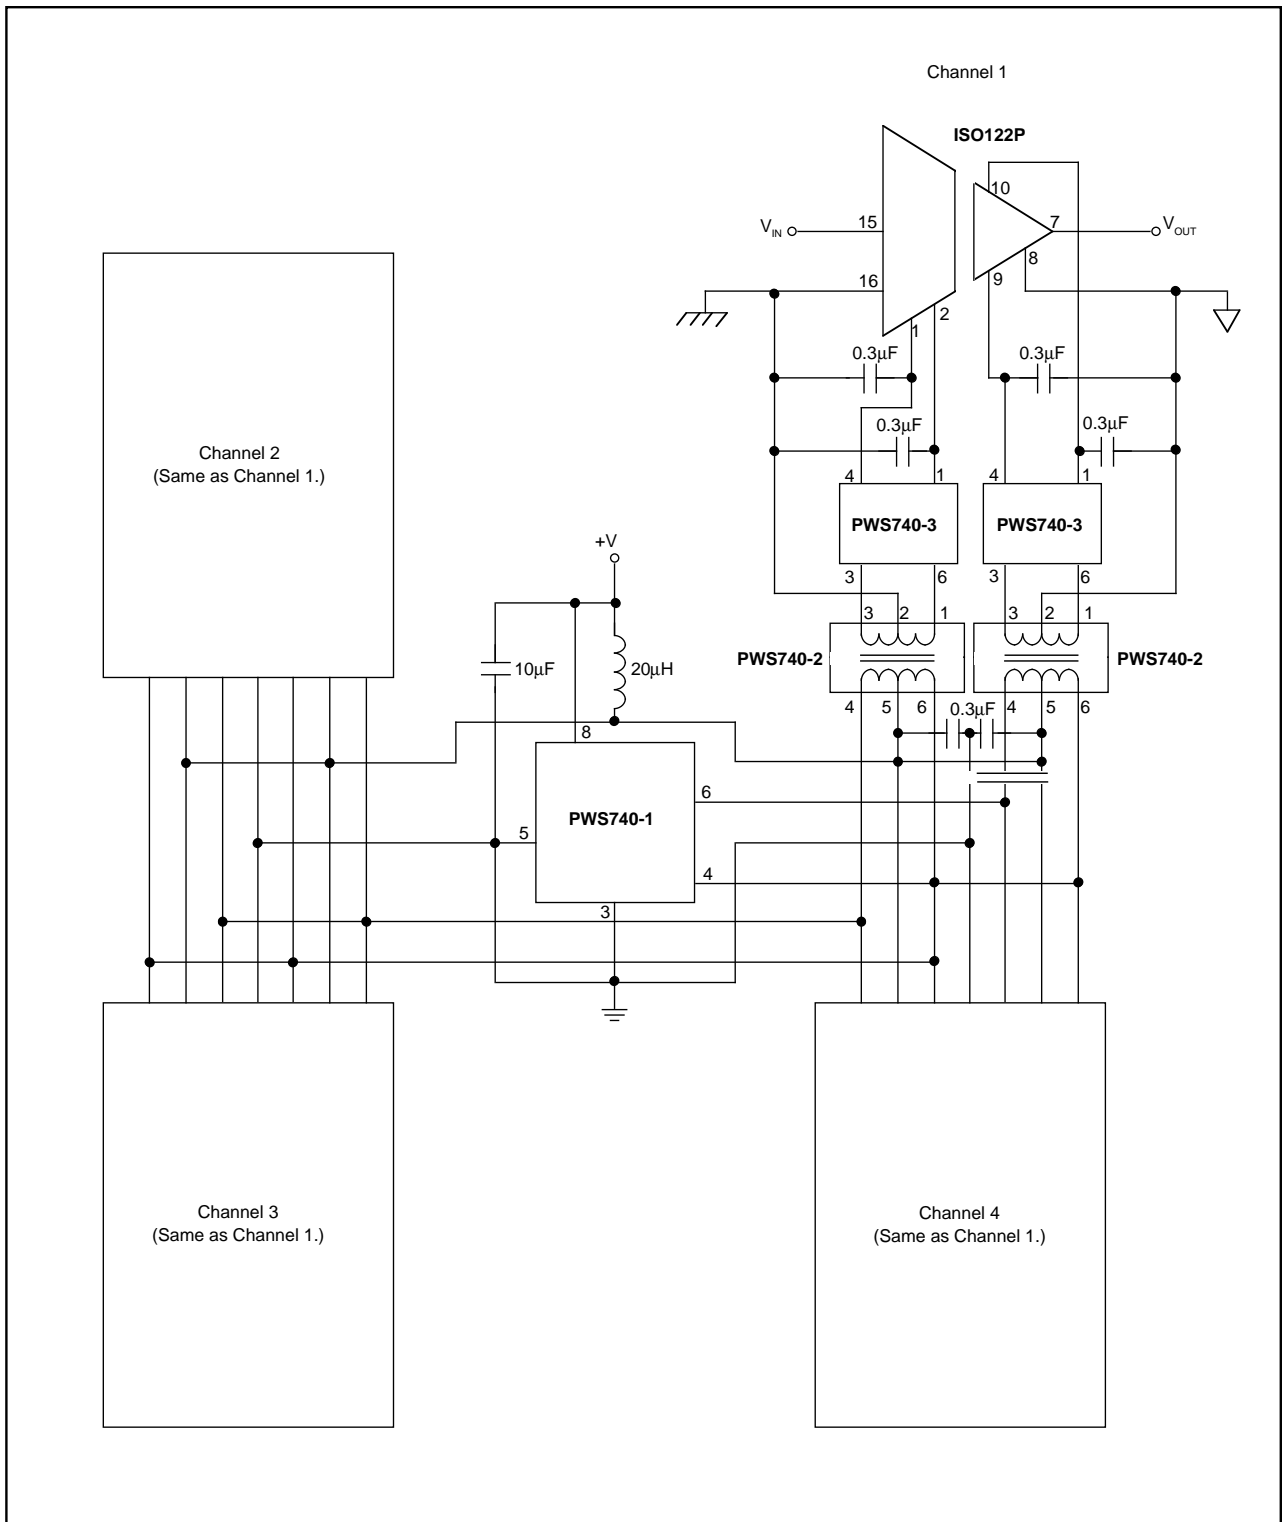 Channel 1
ISO122P
10
V_IN
15
7
V_OUT
8
16
9
2
1
0.3µF
0.3µF
0.3µF
0.3µF
Channel 2
(Same as Channel 1.)
4
1
4
1
PWS740-3
PWS740-3
+V
3
6
3
6
3
2
1
3
2
1
PWS740-2
PWS740-2
10µF
20µH
4
5
6
0.3µF
4
5
6
8
6
PWS740-1
5
4
3
Channel 3
(Same as Channel 1.)
Channel 4
(Same as Channel 1.)